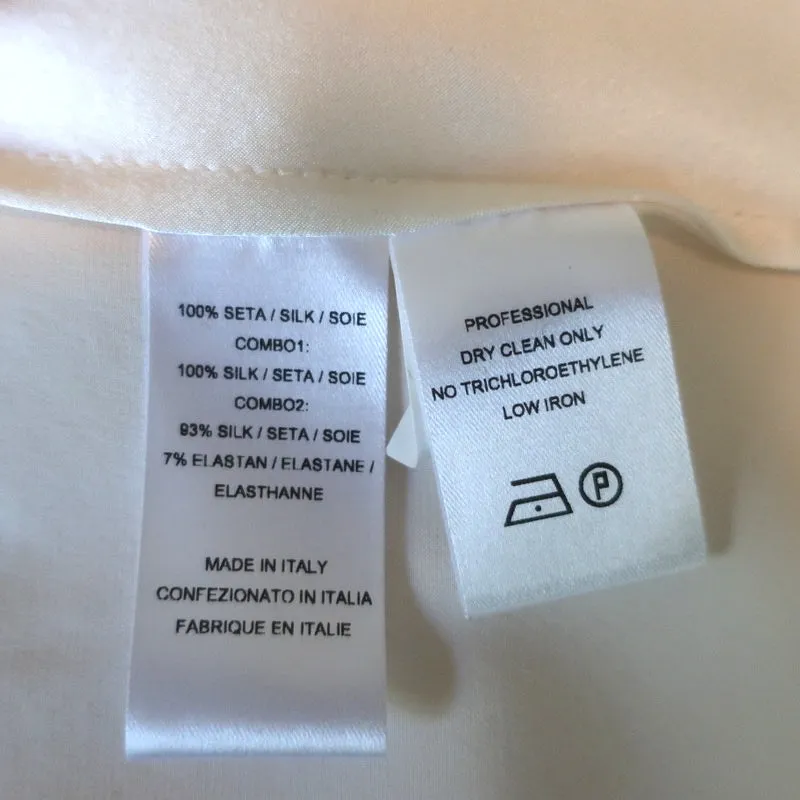 100% SETA / SILK / SOIE
COMBO1:
100% SILK / SETA / SOIE
COMBO2:
93% SILK / SETA / SOIE
7% ELASTAN / ELASTANE /
ELASTHANNE
MADE IN ITALY
CONFEZIONATO IN ITALIA
FABRIQUE EN ITALIE
PROFESSIONAL
DRY CLEAN ONLY
NO TRICHLOROETHYLENE
LOW IRON
P